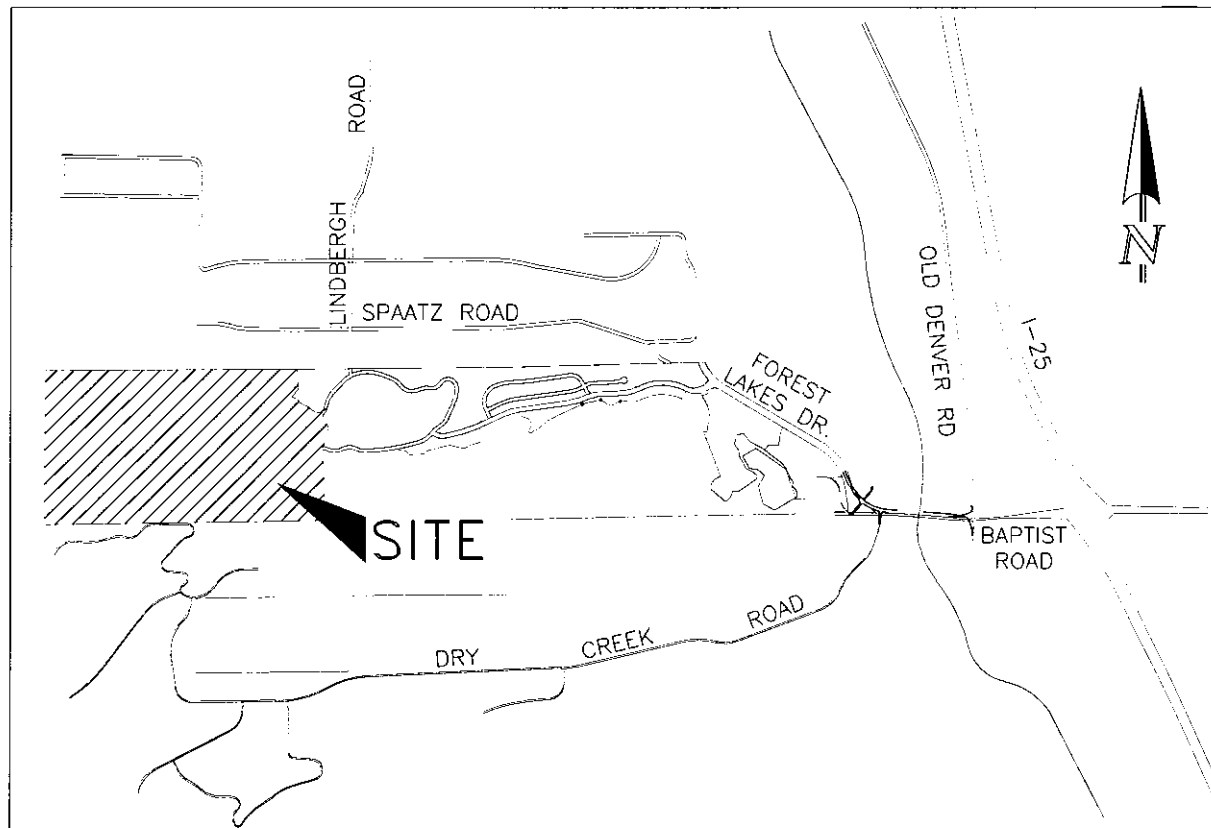 LINDBERGH ROAD
SPAATZ ROAD
FOREST
LAKES DR.
OLD DENVER RD
I-25
N
SITE
BAPTIST
ROAD
DRY CREEK ROAD